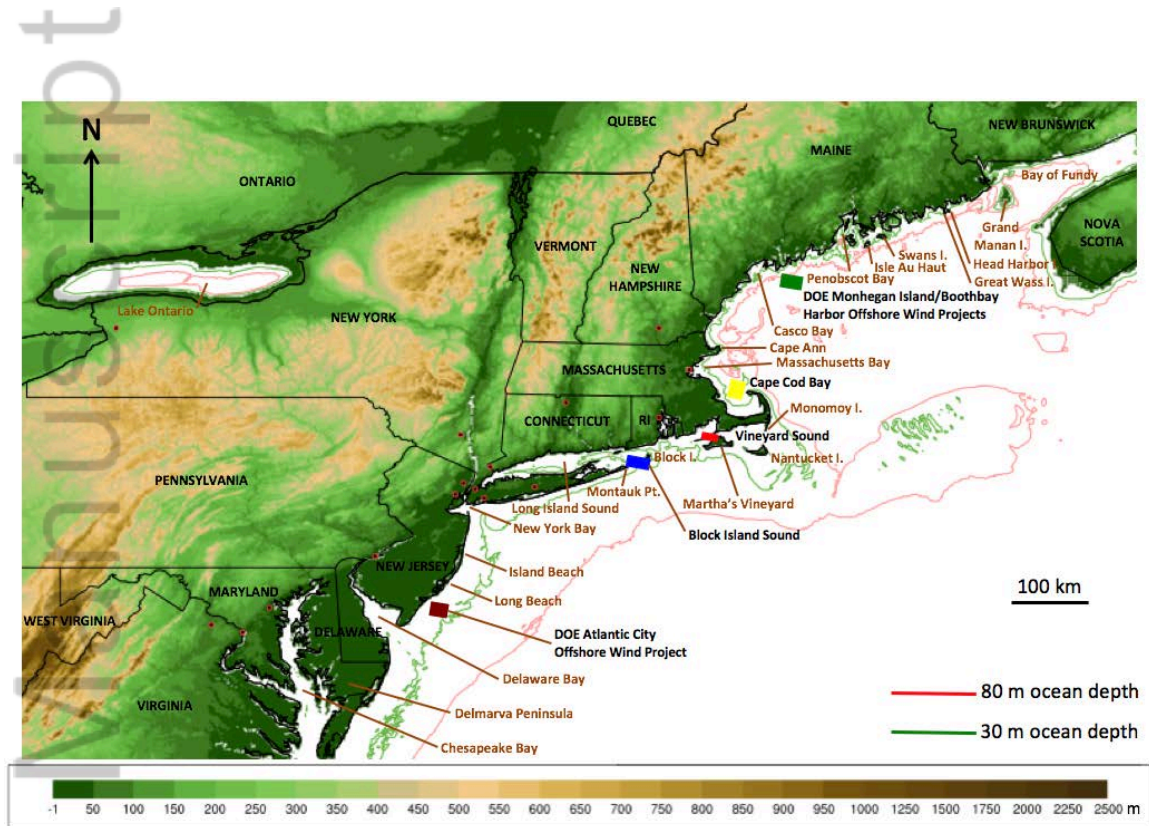 Manuscript
N
QUEBEC
NEW BRUNSWICK
MAINE
ONTARIO
Bay of Fundy
Grand
Manan I.
NOVA
SCOTIA
VERMONT
NEW
HAMPSHIRE
Swans I.
Isle Au Haut
Head Harbor
Penobscot Bay
Great Wass I.
DOE Monhegan Island/Boothbay
Harbor Offshore Wind Projects
Lake Ontario
NEW YORK
Casco Bay
Cape Ann
Massachusetts Bay
MASSACHUSETTS
Cape Cod Bay
Monomoy I.
CONNECTICUT
RI
Vineyard Sound
Block I.
Nantucket I.
PENNSYLVANIA
Montauk Pt.
Martha's Vineyard
Long Island Sound
New York Bay
Block Island Sound
NEW JERSEY
Island Beach
MARYLAND
Long Beach
100 km
WEST VIRGINIA
DELAWARE
DOE Atlantic City
Offshore Wind Project
Delaware Bay
80 m ocean depth
VIRGINIA
Delmarva Peninsula
30 m ocean depth
Chesapeake Bay
-1 50 100 150 200 250 300 350 400 450 500 550 600 650 700 750 800 850 900 950 1000 1250 1500 1750 2000 2250 2500 m